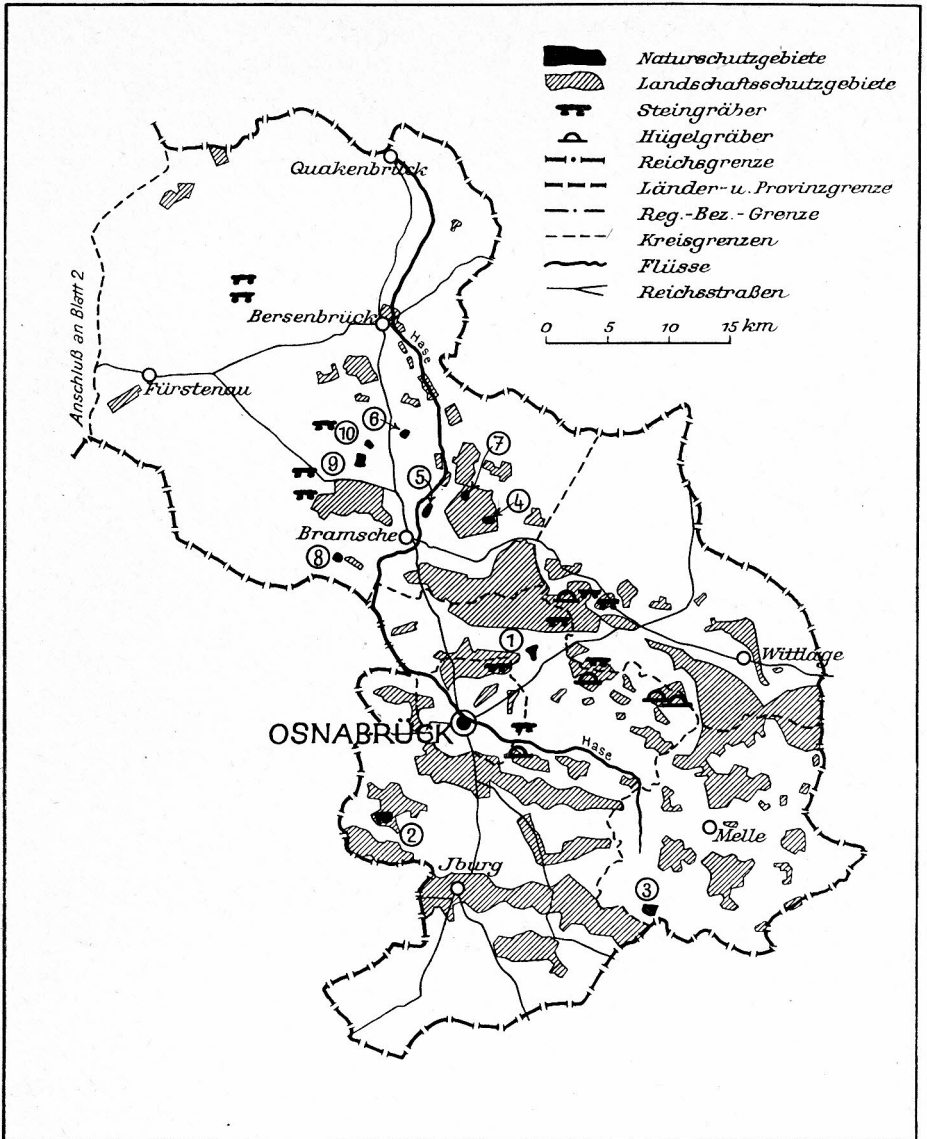 Naturschutzgebiete
Landschaftsschutzgebiete
Steingräber
Hügelgräber
Reichsgrenze
Länder- u. Provinzgrenze
Reg.-Bez.-Grenze
Kreisgrenzen
Flüsse
Reichsstraßen
0 5 10 15 km
Quakenbrück
Anschluß an Blatt 2
Bersenbrück
Hase
Fürstenau
6
10
7
9
5
4
Bramsche
8
1
Wittlage
OSNABRÜCK
Hase
Melle
2
Jburg
3